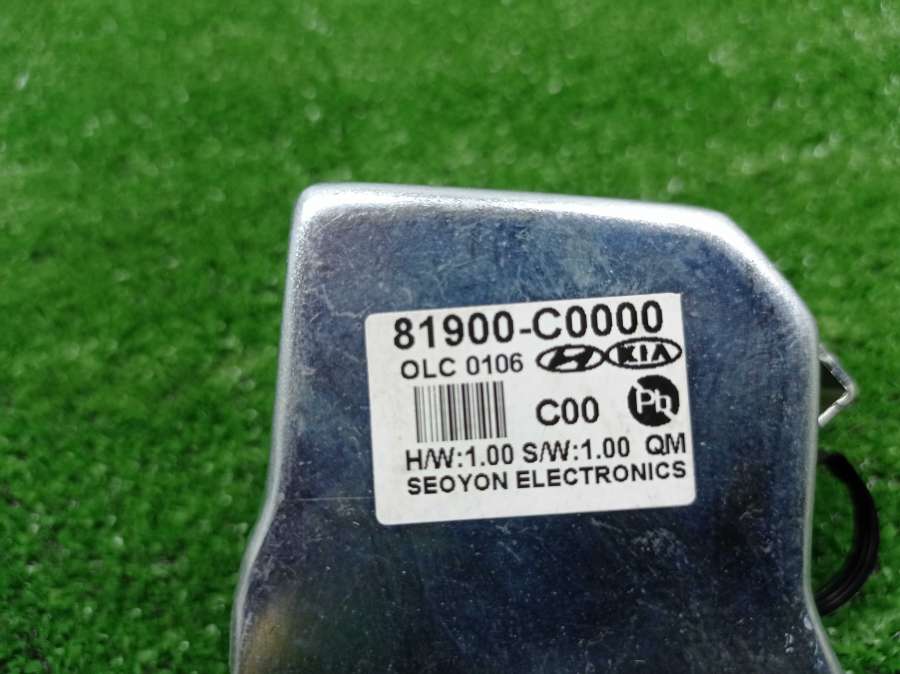 81900-C0000
OLC 0106 H KIA
C00 Pb
H/W:1.00 S/W:1.00 QM
SEOYON ELECTRONICS